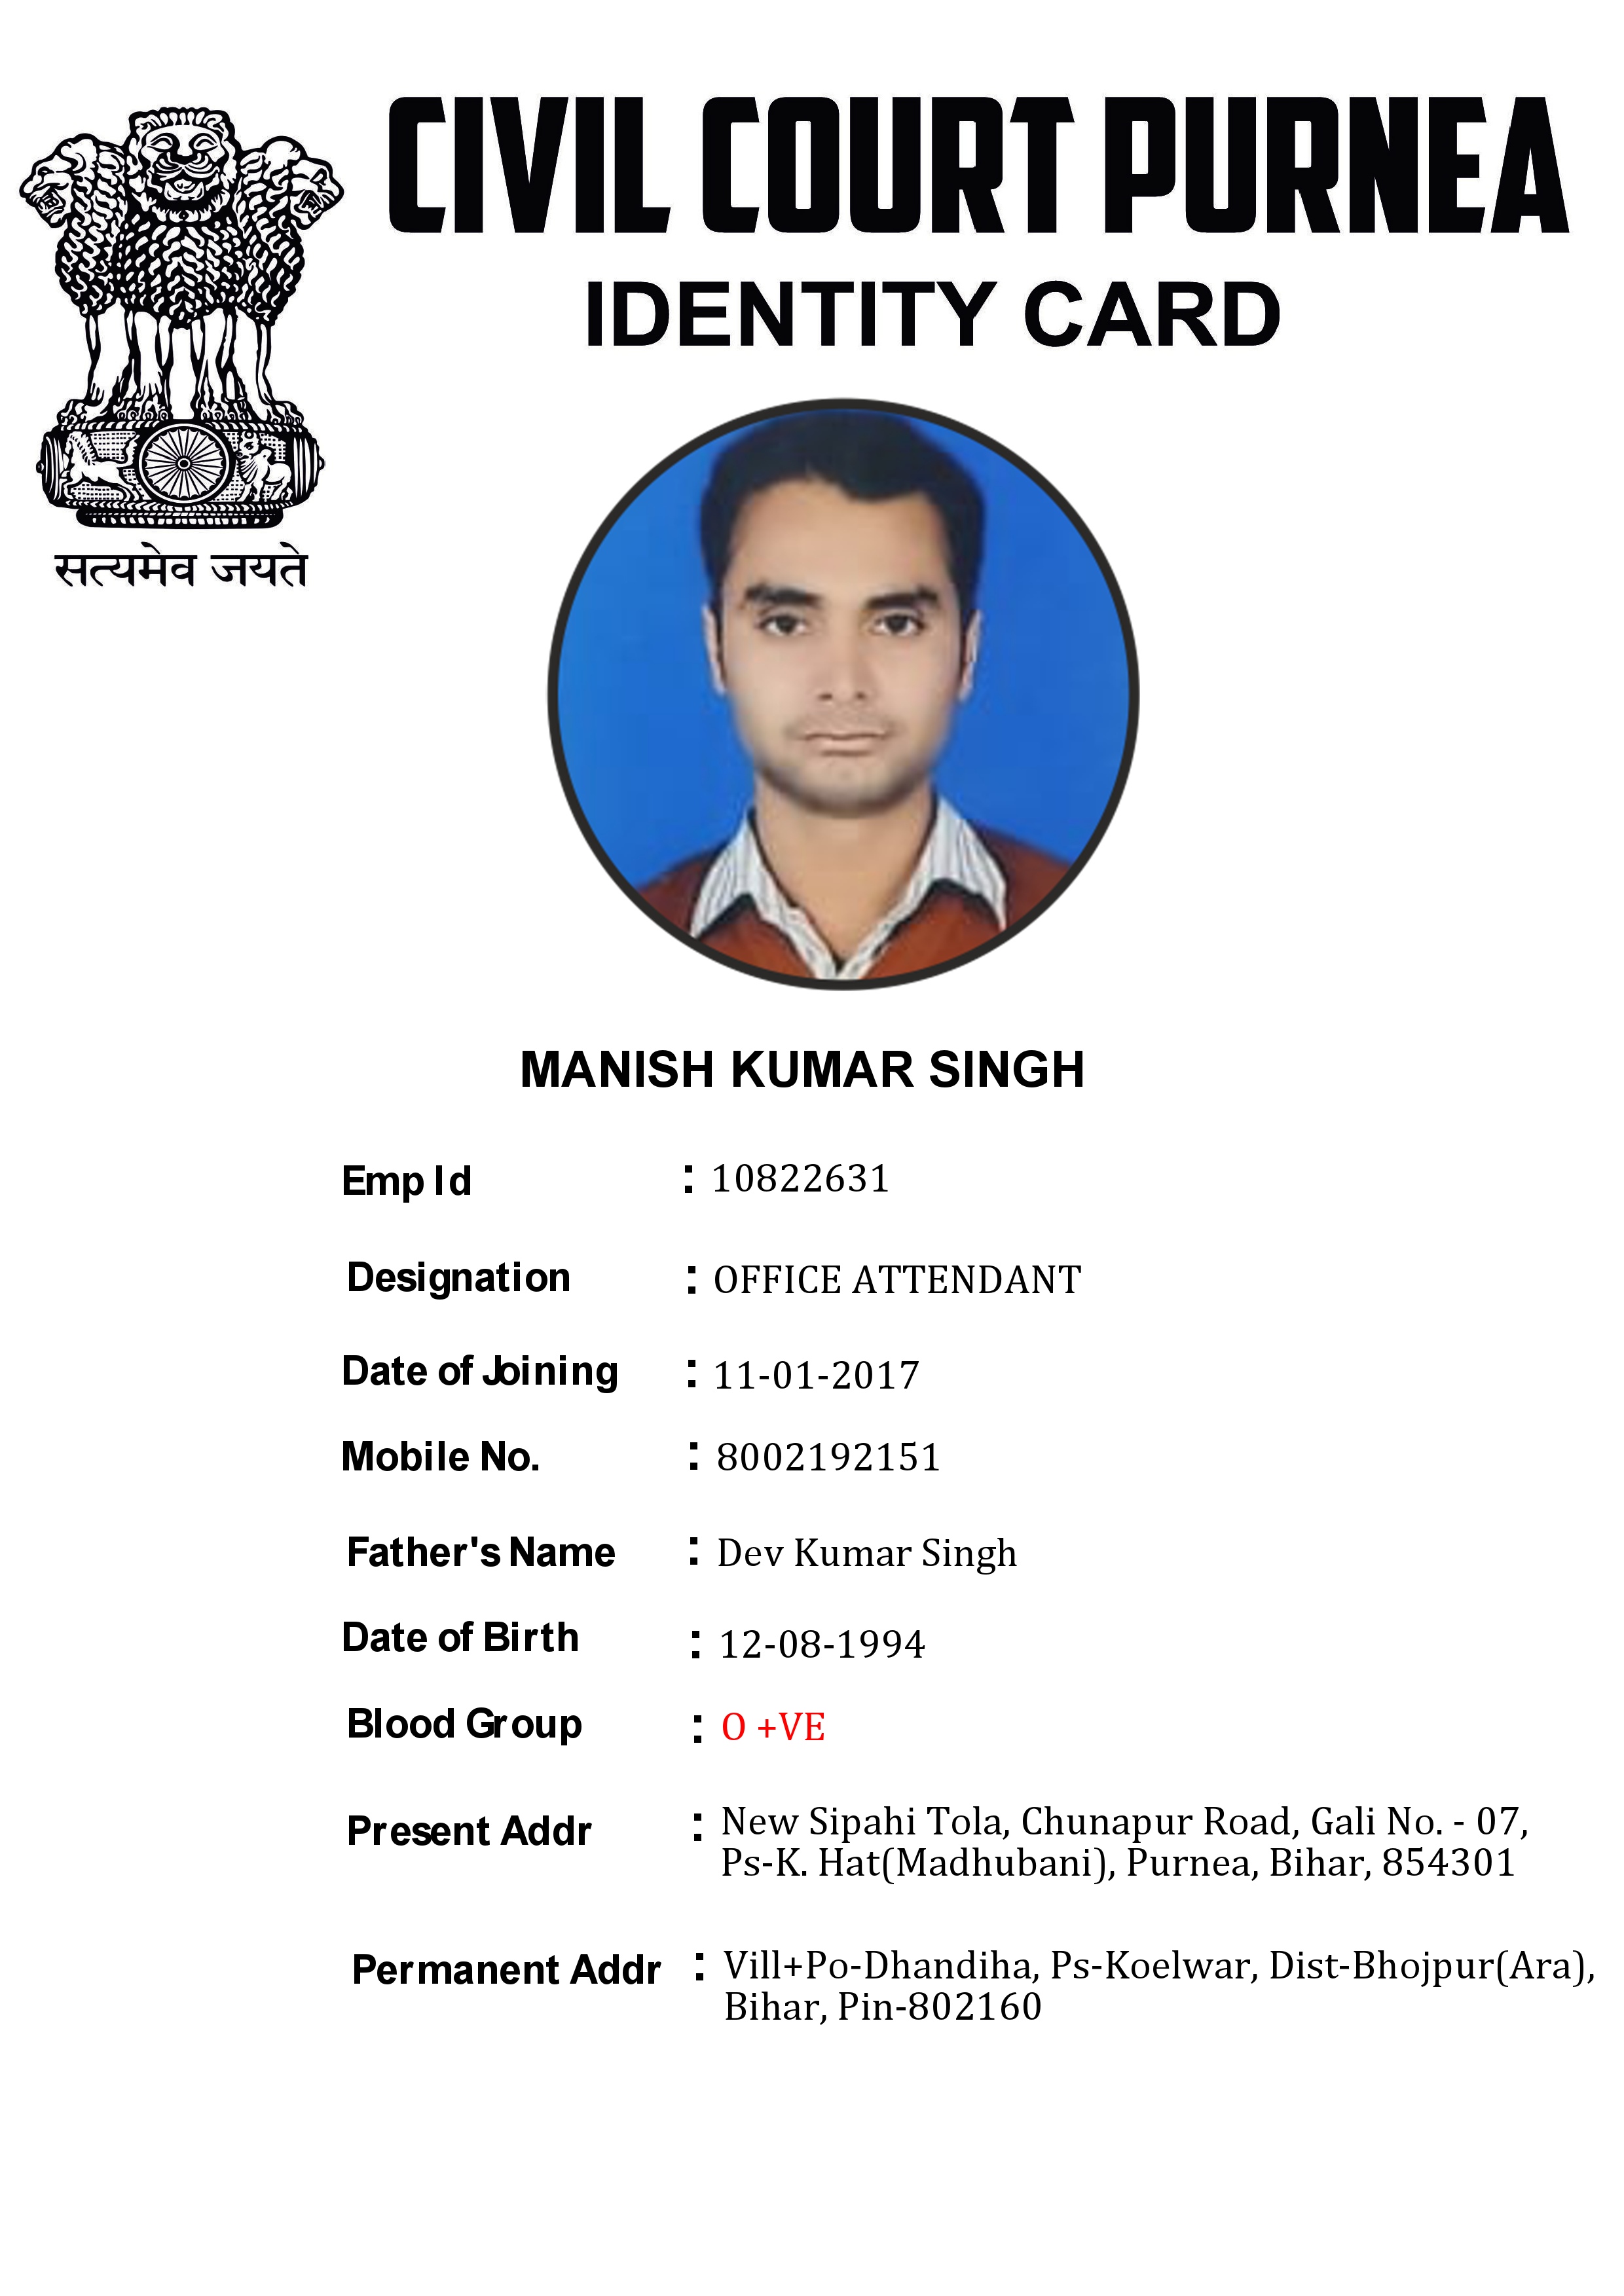 CIVIL COURT PURNEA
IDENTITY CARD
सत्यमेव जयते
MANISH KUMAR SINGH
Emp Id : 10822631
Designation : OFFICE ATTENDANT
Date of Joining : 11-01-2017
Mobile No. : 8002192151
Father's Name : Dev Kumar Singh
Date of Birth : 12-08-1994
Blood Group : O +VE
Present Addr : New Sipahi Tola, Chunapur Road, Gali No. - 07,
Ps-K. Hat(Madhubani), Purnea, Bihar, 854301
Permanent Addr : Vill+Po-Dhandiha, Ps-Koelwar, Dist-Bhojpur(Ara),
Bihar, Pin-802160